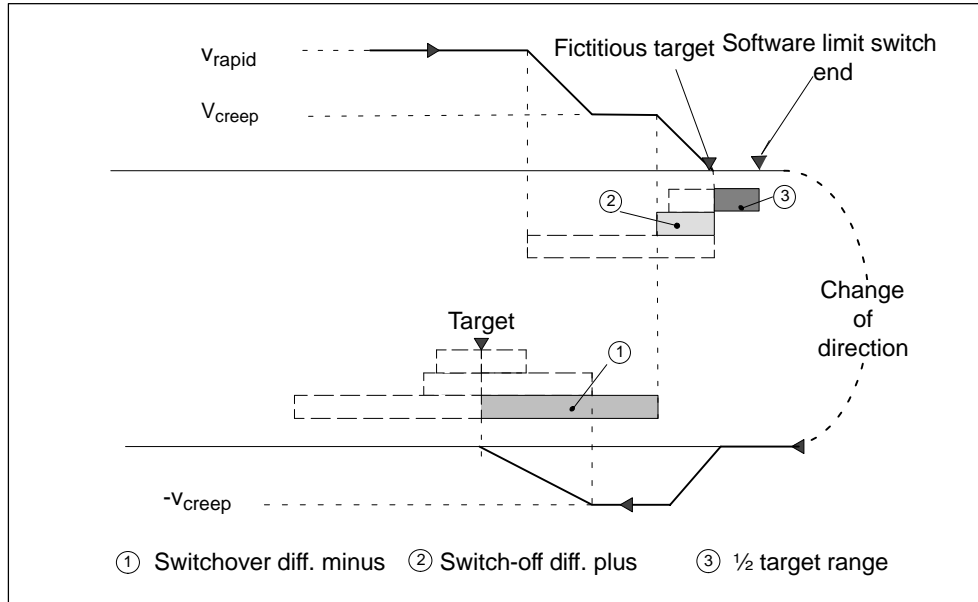 Fictitious target
Software limit switch
end
vrapid
Vcreep
2
3
Change
of
direction
Target
1
-vcreep
1 Switchover diff. minus 2 Switch-off diff. plus 3 ½ target range